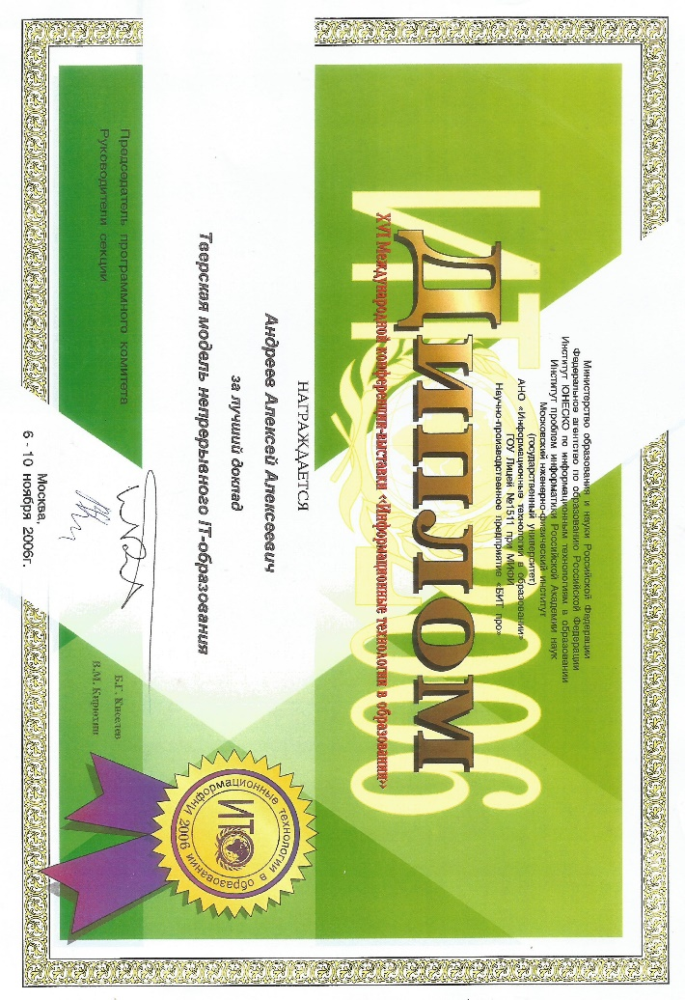 Министерство образования и науки Российской Федерации
Федеральное агентство по образованию Российской Федерации
Институт ЮНЕСКО по информационным технологиям в образовании
Институт проблем информатики Российской Академии наук
Московский инженерно-физический институт
(государственный университет)
АНО «Информационные технологии в образовании»
ГОУ Лицей №1511 при МИФИ
Научно-производственное предприятие «БИТ про»
ИТО 2006
ДИПЛОМ
XVI Международной конференции-выставки «Информационные технологии в образовании»
НАГРАЖДАЕТСЯ
Андреев Алексей Алексеевич
за лучший доклад
Тверская модель непрерывного IT-образования
Председатель программного комитета
Б.Г. Киселев
Руководители секции
В.М. Кирюхин
Информационные технологии в образовании
ИТО
2006
Москва,
6 - 10 ноября 2006г.